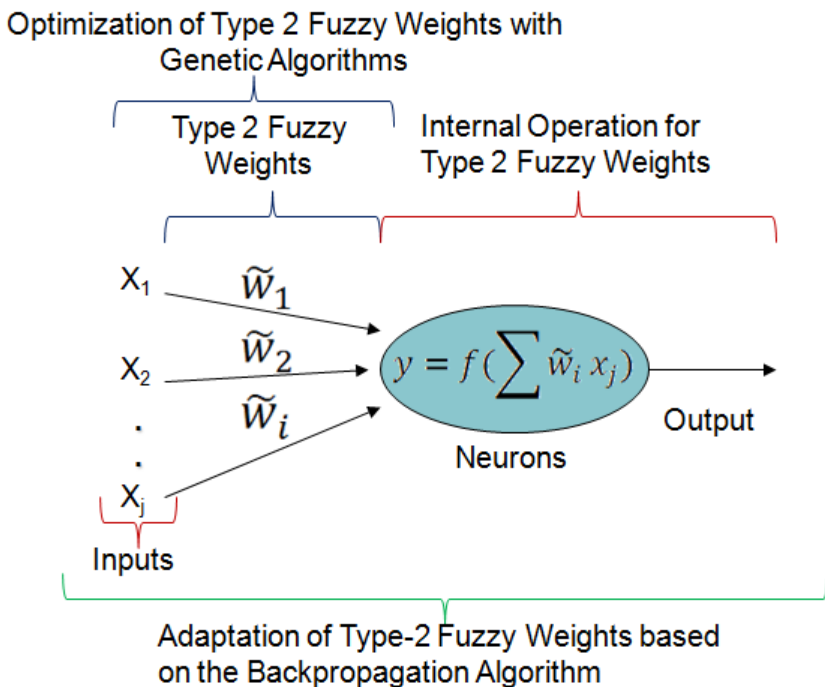 Optimization of Type 2 Fuzzy Weights with
Genetic Algorithms
Type 2 Fuzzy
Weights
Internal Operation for
Type 2 Fuzzy Weights
X₁
w̃₁
X₂
w̃₂
y = f(∑ w̃ᵢ xⱼ)
.
.
w̃ᵢ
Output
Neurons
Xⱼ
Inputs
Adaptation of Type-2 Fuzzy Weights based
on the Backpropagation Algorithm